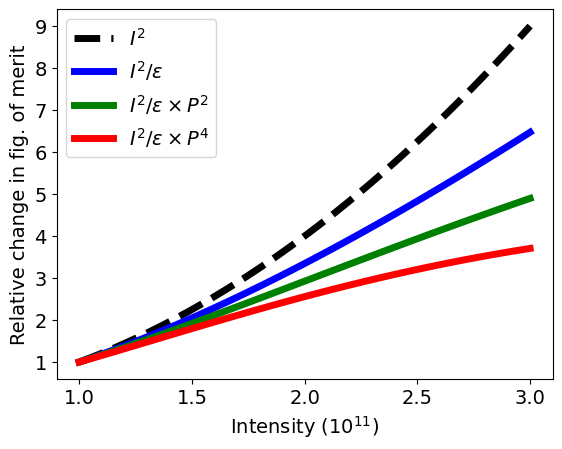 9
8
7
6
5
4
3
2
1
Relative change in fig. of merit
I²
I²/ε
I²/ε × P²
I²/ε × P⁴
1.0 1.5 2.0 2.5 3.0
Intensity (10¹¹)